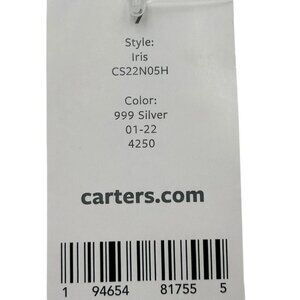 Style:
Iris
CS22N05H
Color:
999 Silver
01-22
4250
carters.com
1 94654 81755 5